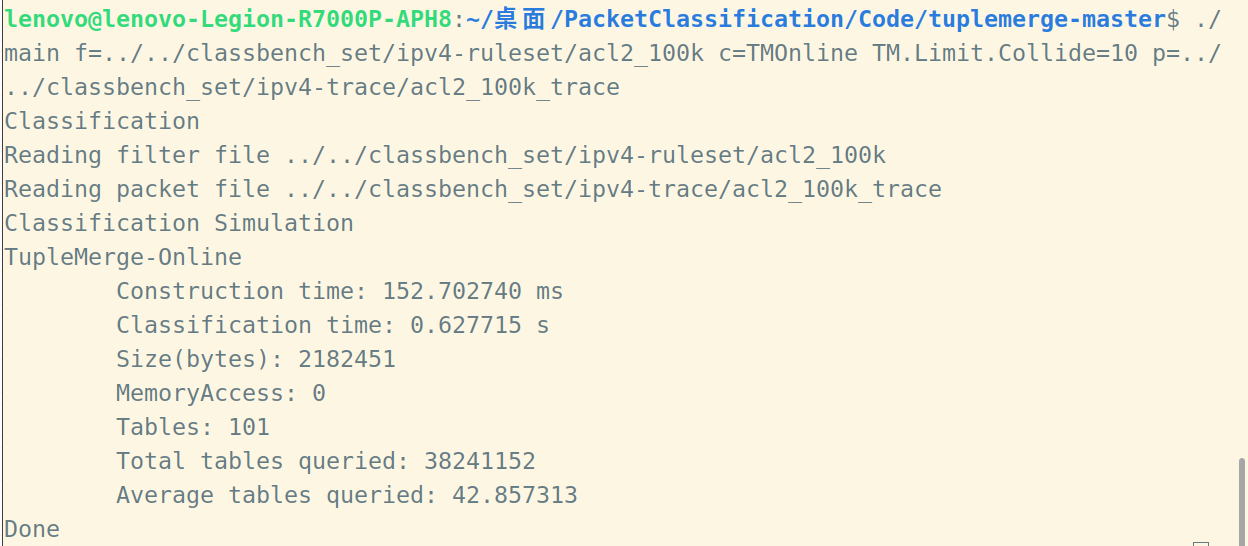 lenovo@lenovo-Legion-R7000P-APH8:~/桌面/PacketClassification/Code/tuplemerge-master$ ./
main f=../../classbench_set/ipv4-ruleset/acl2_100k c=TMOnline TM.Limit.Collide=10 p=../
../classbench_set/ipv4-trace/acl2_100k_trace
Classification
Reading filter file ../../classbench_set/ipv4-ruleset/acl2_100k
Reading packet file ../../classbench_set/ipv4-trace/acl2_100k_trace
Classification Simulation
TupleMerge-Online
Construction time: 152.702740 ms
Classification time: 0.627715 s
Size(bytes): 2182451
MemoryAccess: 0
Tables: 101
Total tables queried: 38241152
Average tables queried: 42.857313
Done